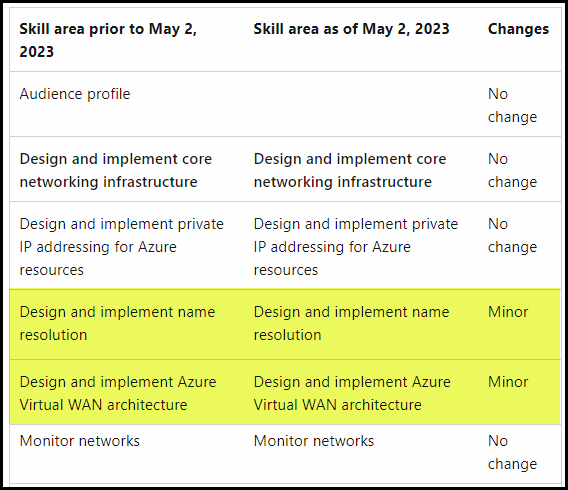 Skill area prior to May 2, 2023 Skill area as of May 2, 2023 Changes
Audience profile No change
Design and implement core networking infrastructure Design and implement core networking infrastructure No change
Design and implement private IP addressing for Azure resources Design and implement private IP addressing for Azure resources No change
Design and implement name resolution Design and implement name resolution Minor
Design and implement Azure Virtual WAN architecture Design and implement Azure Virtual WAN architecture Minor
Monitor networks Monitor networks No change